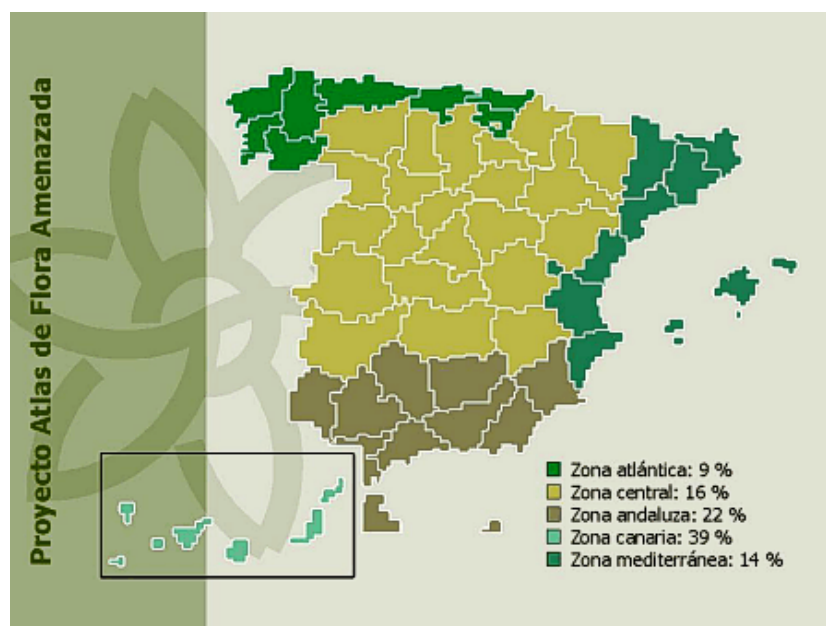 Proyecto Atlas de Flora Amenazada
Zona atlántica: 9 %
Zona central: 16 %
Zona andaluza: 22 %
Zona canaria: 39 %
Zona mediterránea: 14 %